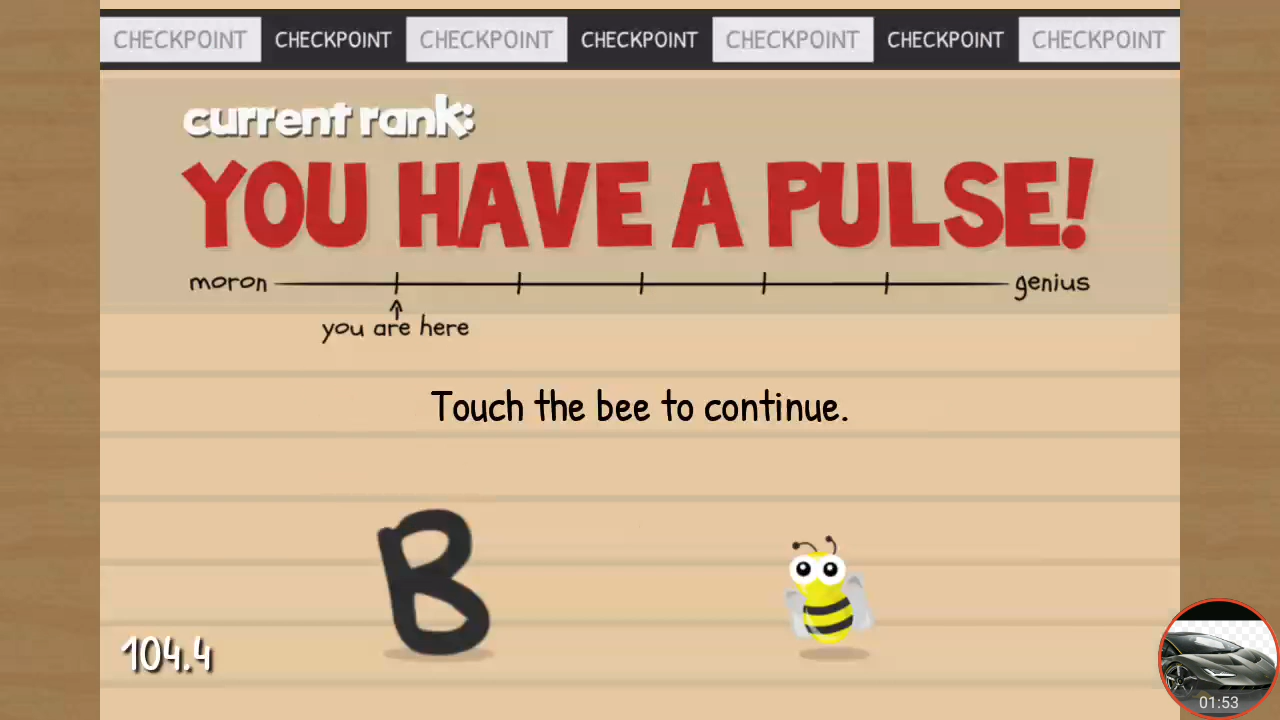 CHECKPOINT CHECKPOINT CHECKPOINT CHECKPOINT CHECKPOINT CHECKPOINT CHECKPOINT
current rank:
YOU HAVE A PULSE!
moron genius
you are here
Touch the bee to continue.
B
104.4
01:53